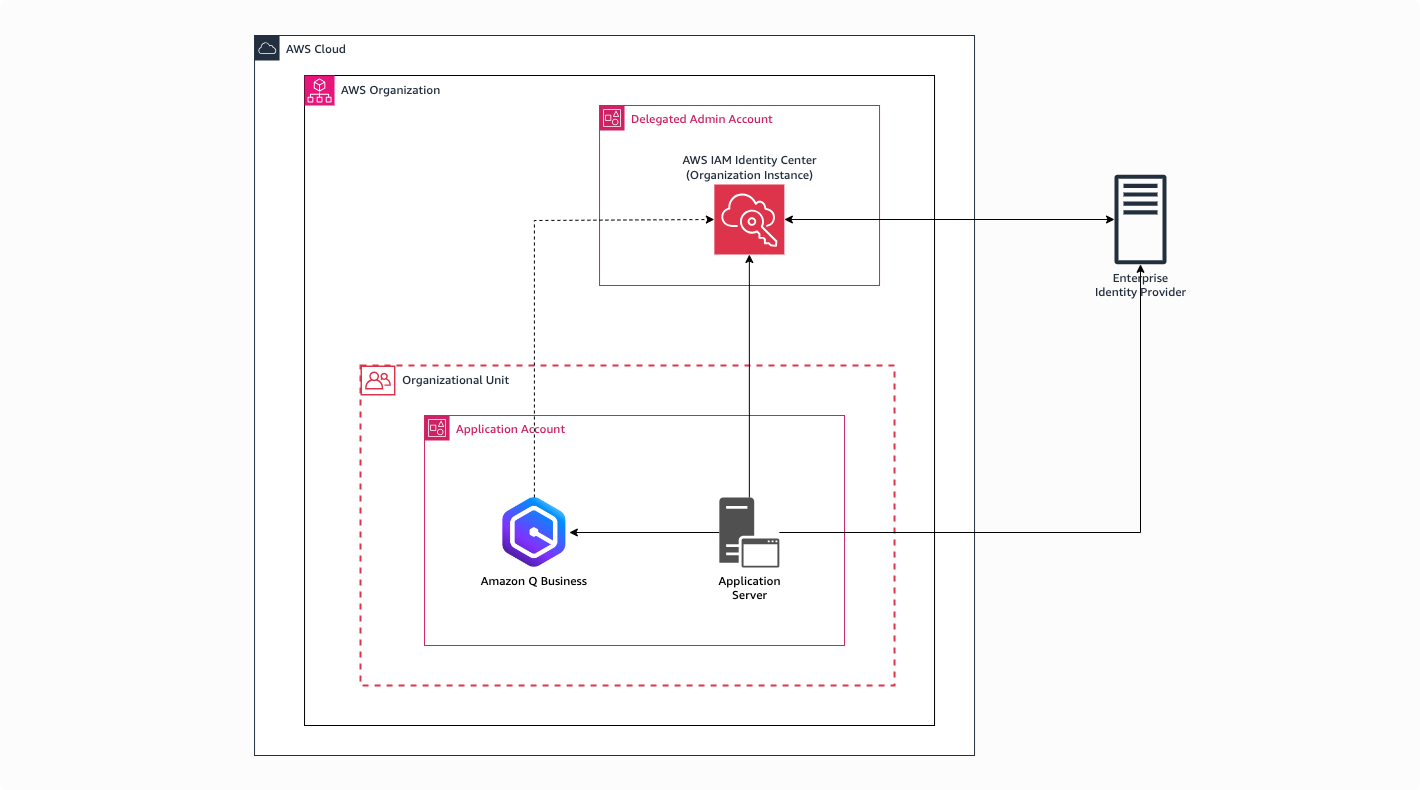 AWS Cloud
AWS Organization
Delegated Admin Account
AWS IAM Identity Center
(Organization Instance)
Enterprise
Identity Provider
Organizational Unit
Application Account
Amazon Q Business
Application
Server